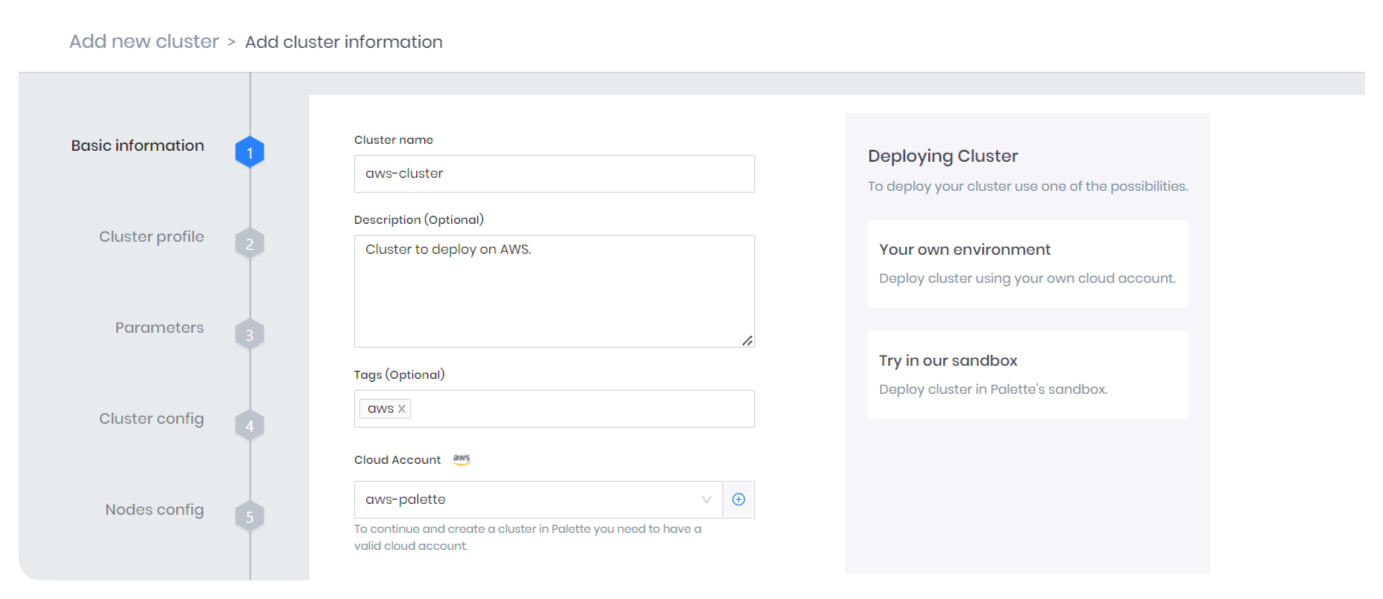 Add new cluster > Add cluster information
Basic information
1
Cluster profile
2
Parameters
3
Cluster config
4
Nodes config
5
Cluster name
aws-cluster
Description (Optional)
Cluster to deploy on AWS.
Tags (Optional)
aws X
Cloud Account aws
aws-palette
To continue and create a cluster in Palette you need to have a
valid cloud account.
Deploying Cluster
To deploy your cluster use one of the possibilities.
Your own environment
Deploy cluster using your own cloud account.
Try in our sandbox
Deploy cluster in Palette's sandbox.